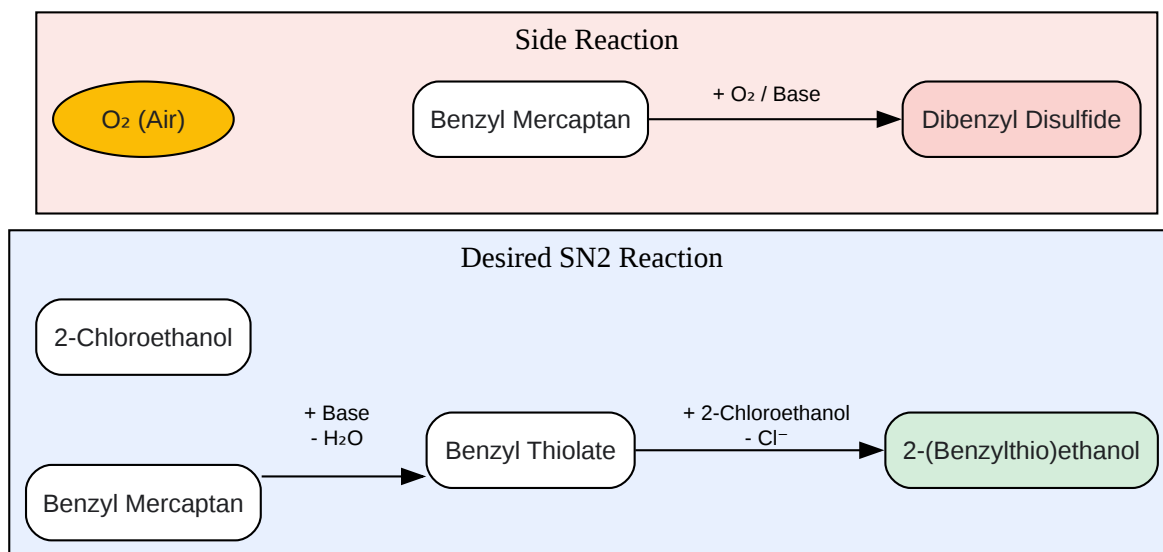 Side Reaction
O₂ (Air)
Benzyl Mercaptan
+ O₂ / Base
Dibenzyl Disulfide
Desired SN2 Reaction
2-Chloroethanol
Benzyl Mercaptan
+ Base
- H₂O
Benzyl Thiolate
+ 2-Chloroethanol
- Cl⁻
2-(Benzylthio)ethanol